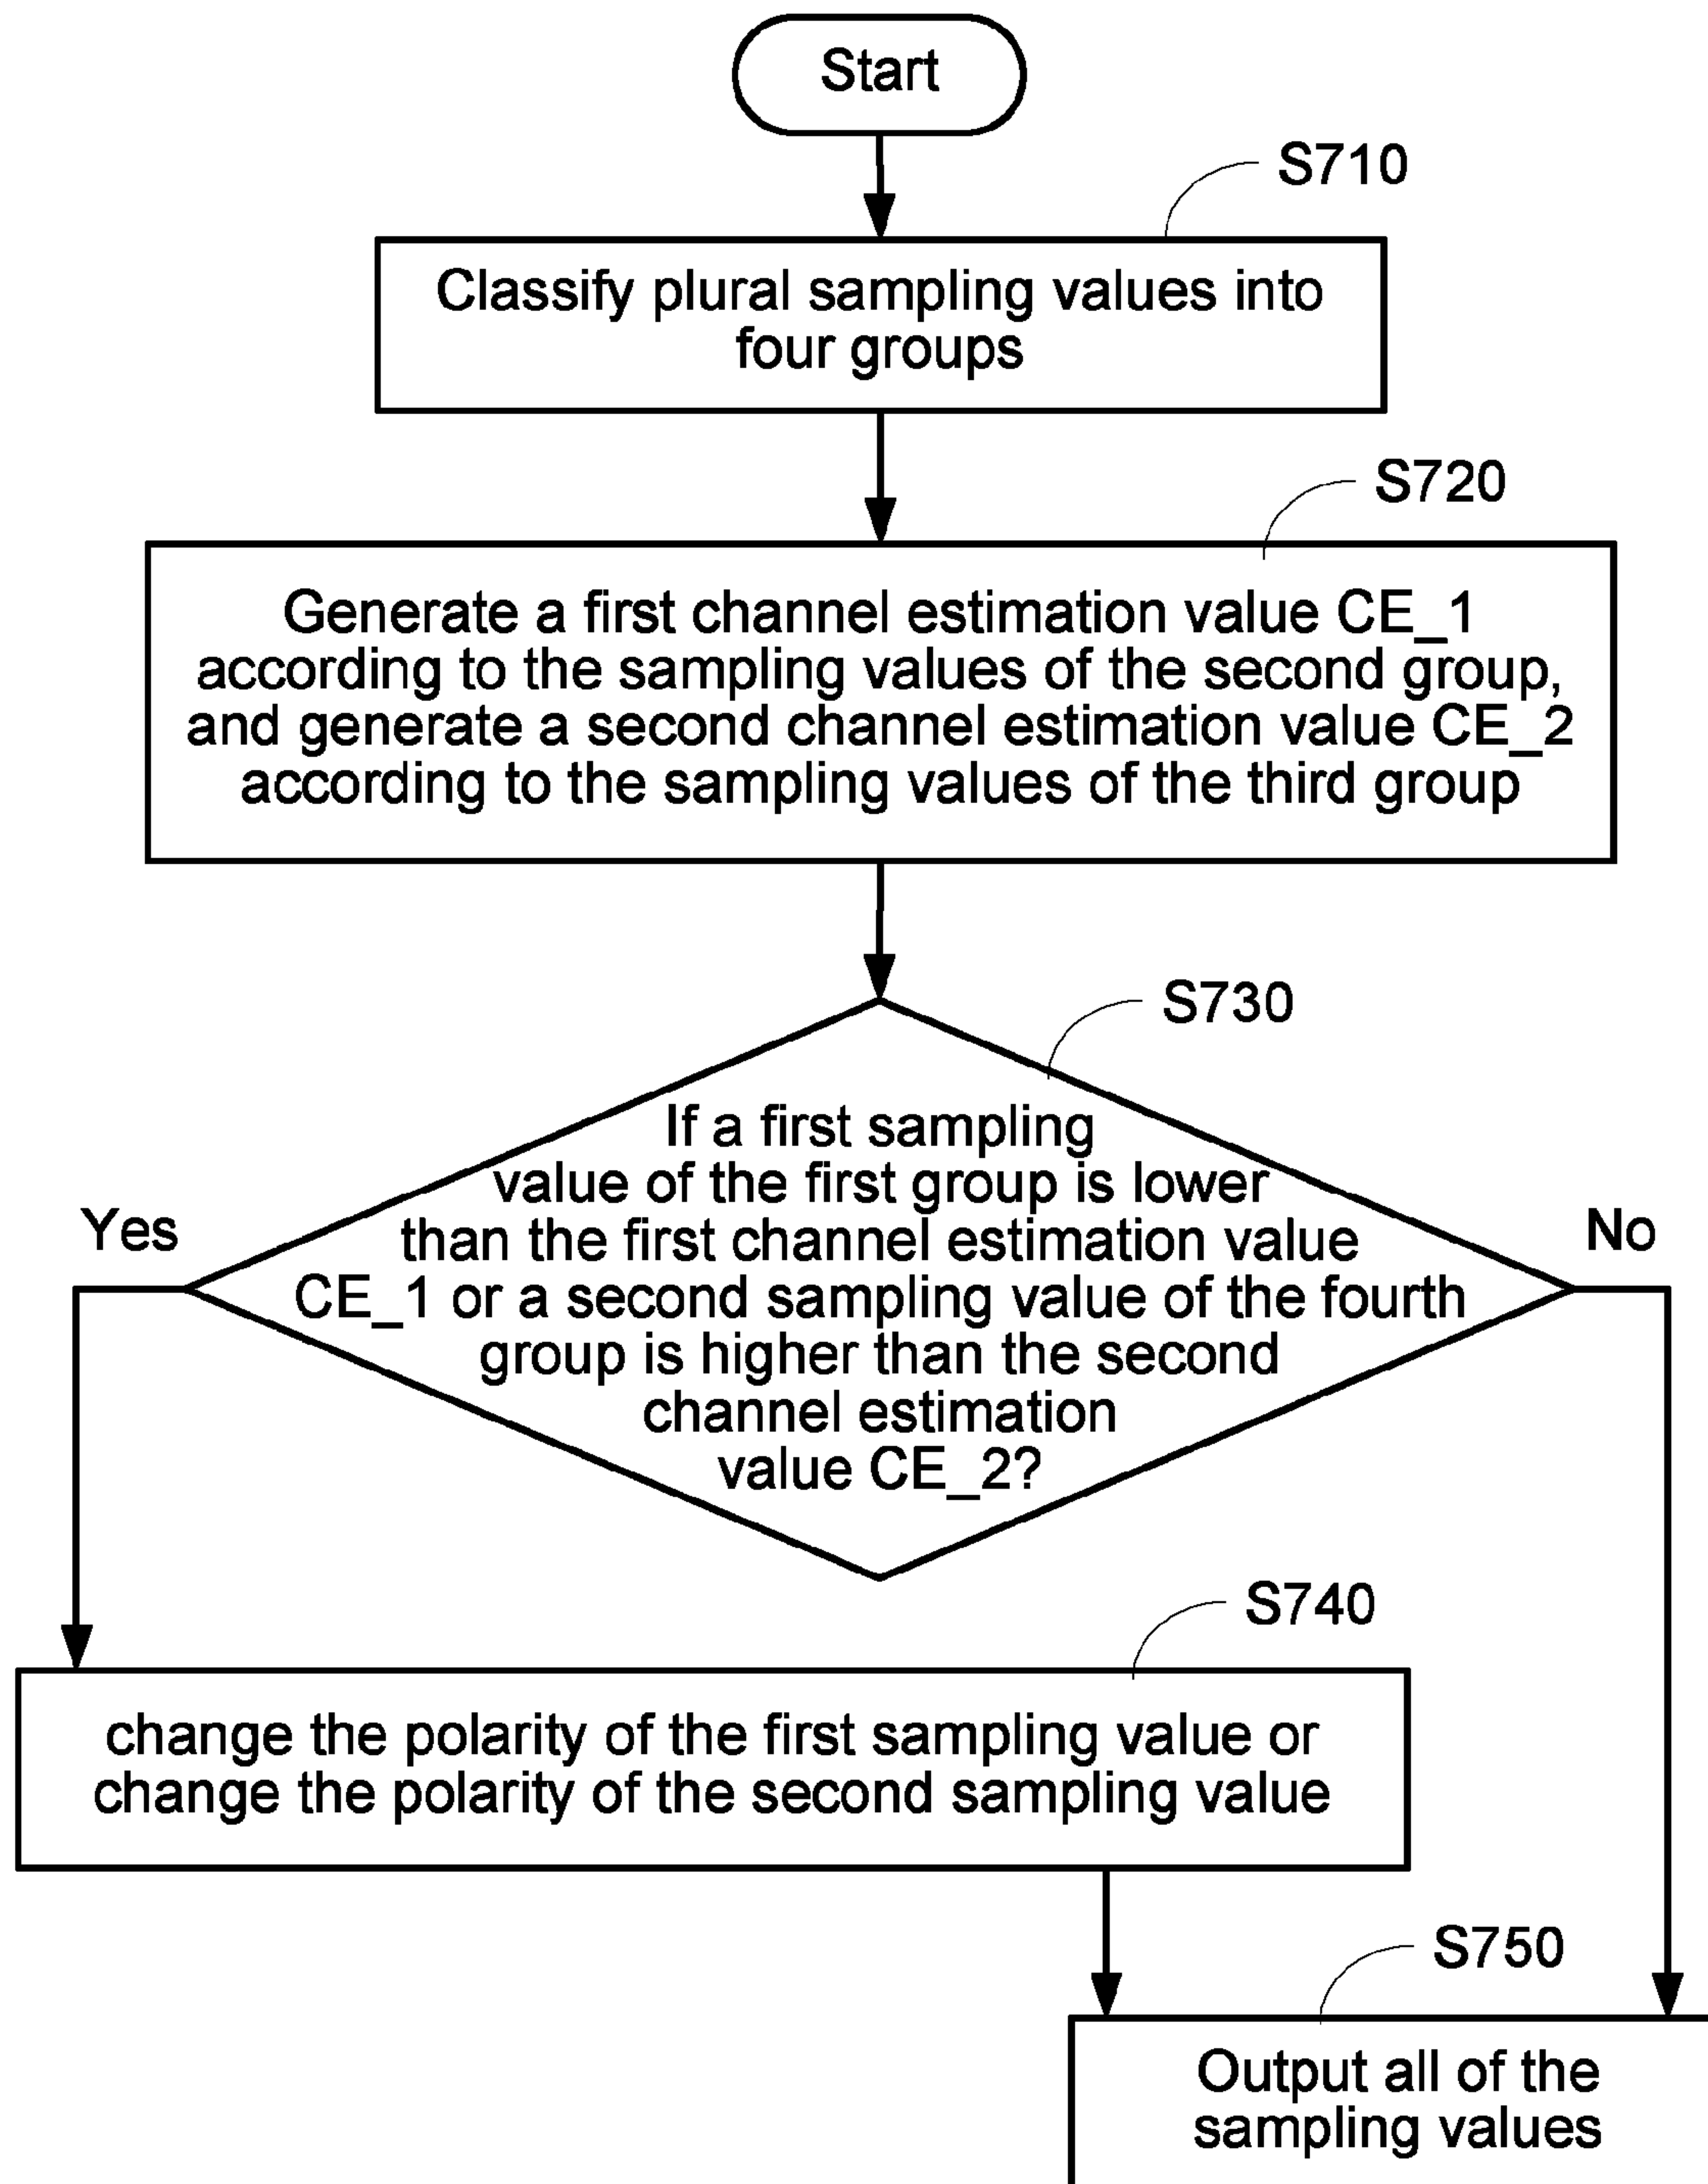 Start
S710
Classify plural sampling values into
four groups
S720
Generate a first channel estimation value CE_1
according to the sampling values of the second group,
and generate a second channel estimation value CE_2
according to the sampling values of the third group
S730
If a first sampling
value of the first group is lower
than the first channel estimation value
CE_1 or a second sampling value of the fourth
group is higher than the second
channel estimation
value CE_2?
Yes
No
S740
change the polarity of the first sampling value or
change the polarity of the second sampling value
S750
Output all of the
sampling values